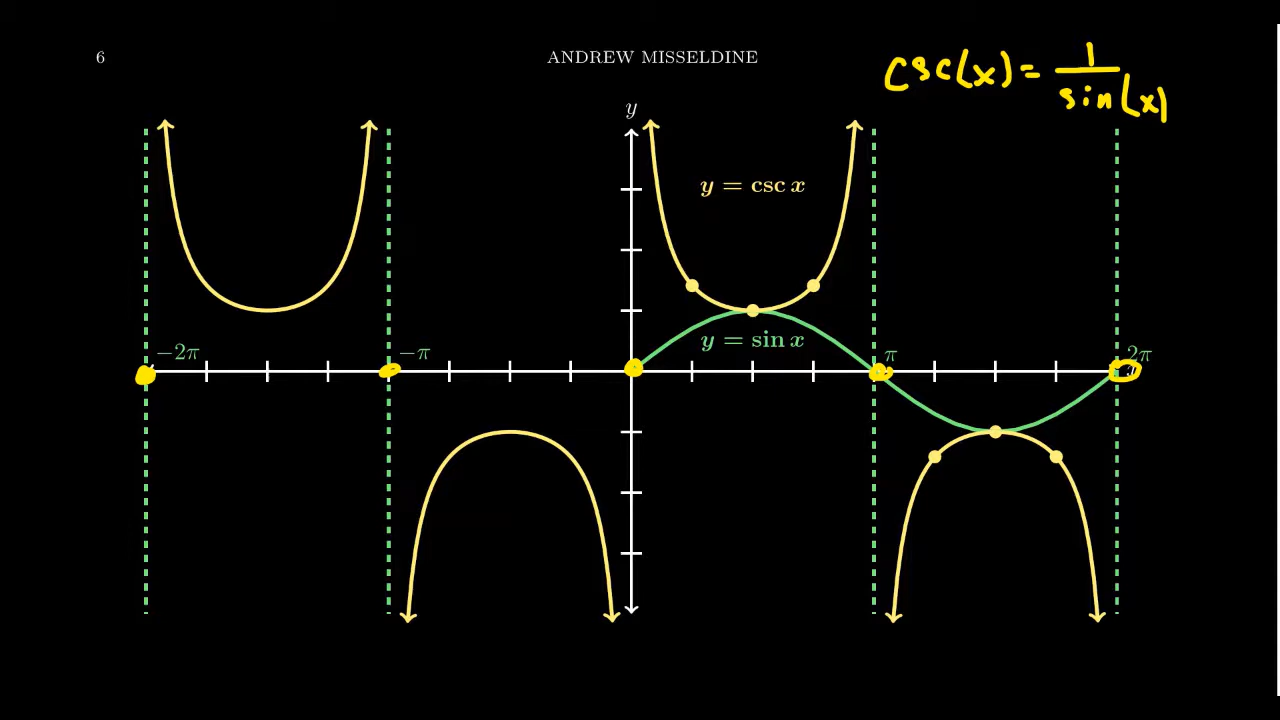 6 ANDREW MISSELDINE
csc(x) = 1/sin(x)
y
y = csc x
y = sin x
−2π −π π 2π